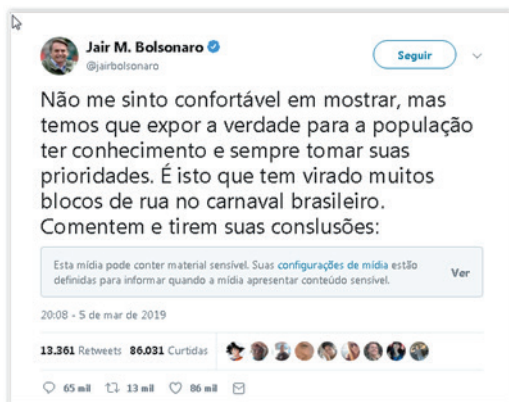 Jair M. Bolsonaro
@jairbolsonaro
Seguir
Não me sinto confortável em mostrar, mas
temos que expor a verdade para a população
ter conhecimento e sempre tomar suas
prioridades. É isto que tem virado muitos
blocos de rua no carnaval brasileiro.
Comentem e tirem suas conslusões:
Esta mídia pode conter material sensível. Suas configurações de mídia estão
definidas para informar quando a mídia apresentar conteúdo sensível.
Ver
20:08 - 5 de mar de 2019
13.361 Retweets 86.031 Curtidas
65 mil 13 mil 86 mil